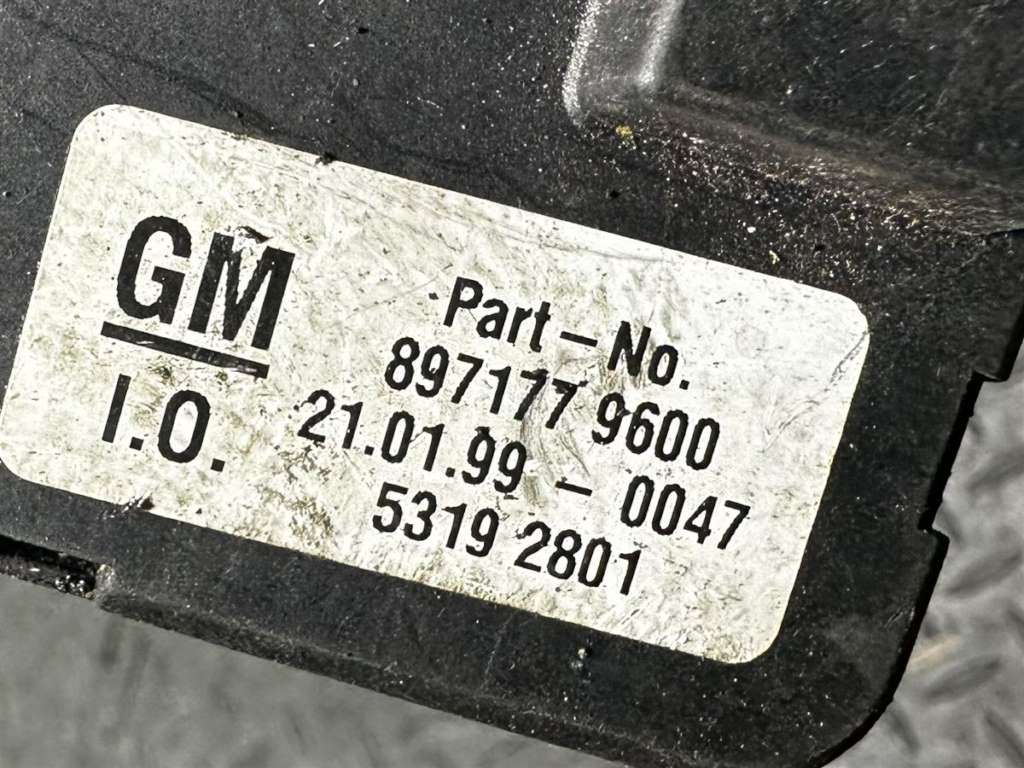 GM
I.O.
Part-No.
897177 9600
21.01.99 - 0047
5319 2801